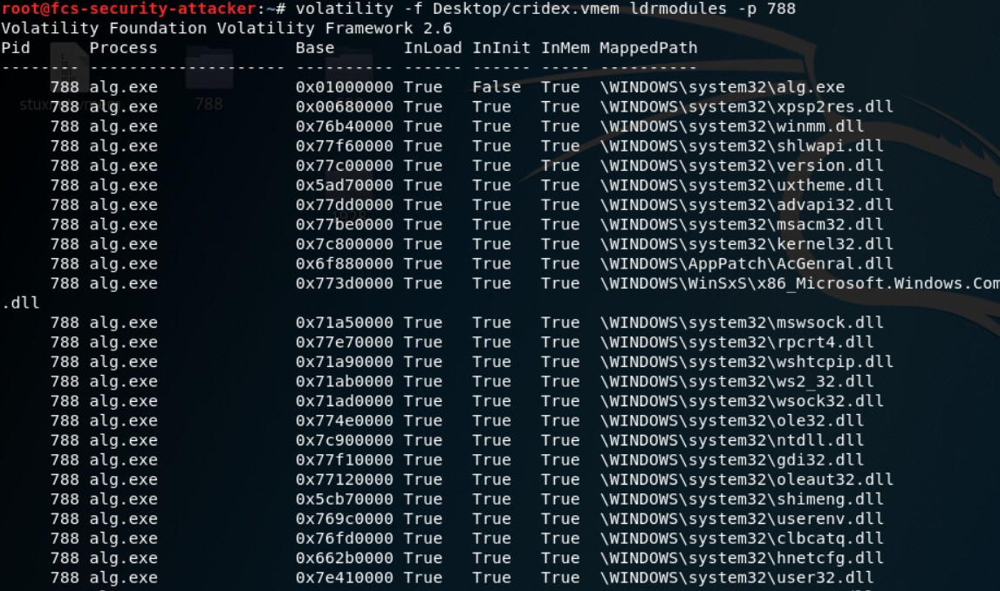 root@fcs-security-attacker:~# volatility -f Desktop/cridex.vmem ldrmodules -p 788
Volatility Foundation Volatility Framework 2.6
Pid      Process              Base       InLoad InInit InMem MappedPath
-------- -------------------- ---------- ------ ------ ----- ----------
     788 alg.exe              0x01000000 True   False  True  \WINDOWS\system32\alg.exe
     788 alg.exe              0x00680000 True   True   True  \WINDOWS\system32\xpsp2res.dll
     788 alg.exe              0x76b40000 True   True   True  \WINDOWS\system32\winmm.dll
     788 alg.exe              0x77f60000 True   True   True  \WINDOWS\system32\shlwapi.dll
     788 alg.exe              0x77c00000 True   True   True  \WINDOWS\system32\version.dll
     788 alg.exe              0x5ad70000 True   True   True  \WINDOWS\system32\uxtheme.dll
     788 alg.exe              0x77dd0000 True   True   True  \WINDOWS\system32\advapi32.dll
     788 alg.exe              0x77be0000 True   True   True  \WINDOWS\system32\msacm32.dll
     788 alg.exe              0x7c800000 True   True   True  \WINDOWS\system32\kernel32.dll
     788 alg.exe              0x6f880000 True   True   True  \WINDOWS\AppPatch\AcGenral.dll
     788 alg.exe              0x773d0000 True   True   True  \WINDOWS\WinSxS\x86_Microsoft.Windows.Com
.dll
     788 alg.exe              0x71a50000 True   True   True  \WINDOWS\system32\mswsock.dll
     788 alg.exe              0x77e70000 True   True   True  \WINDOWS\system32\rpcrt4.dll
     788 alg.exe              0x71a90000 True   True   True  \WINDOWS\system32\wshtcpip.dll
     788 alg.exe              0x71ab0000 True   True   True  \WINDOWS\system32\ws2_32.dll
     788 alg.exe              0x71ad0000 True   True   True  \WINDOWS\system32\wsock32.dll
     788 alg.exe              0x774e0000 True   True   True  \WINDOWS\system32\ole32.dll
     788 alg.exe              0x7c900000 True   True   True  \WINDOWS\system32\ntdll.dll
     788 alg.exe              0x77f10000 True   True   True  \WINDOWS\system32\gdi32.dll
     788 alg.exe              0x77120000 True   True   True  \WINDOWS\system32\oleaut32.dll
     788 alg.exe              0x5cb70000 True   True   True  \WINDOWS\system32\shimeng.dll
     788 alg.exe              0x769c0000 True   True   True  \WINDOWS\system32\userenv.dll
     788 alg.exe              0x76fd0000 True   True   True  \WINDOWS\system32\clbcatq.dll
     788 alg.exe              0x662b0000 True   True   True  \WINDOWS\system32\hnetcfg.dll
     788 alg.exe              0x7e410000 True   True   True  \WINDOWS\system32\user32.dll
788